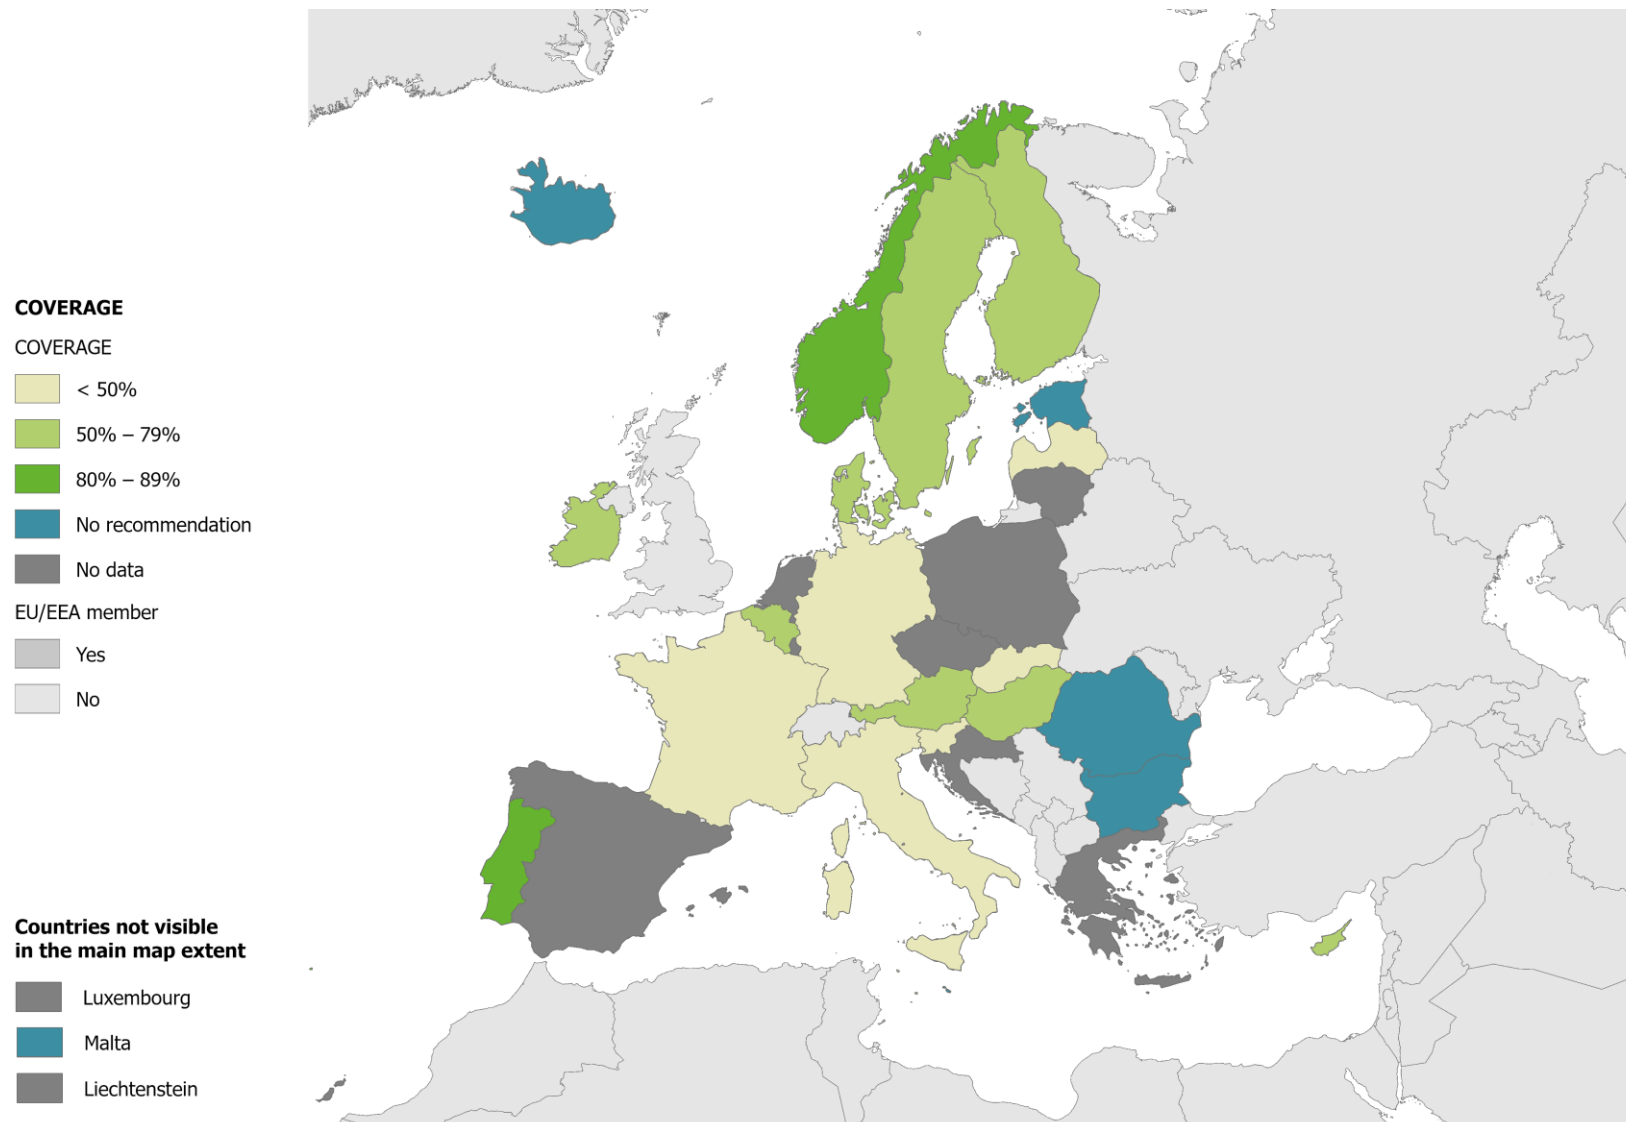 COVERAGE
COVERAGE
< 50%
50% – 79%
80% – 89%
No recommendation
No data
EU/EEA member
Yes
No
Countries not visible
in the main map extent
Luxembourg
Malta
Liechtenstein